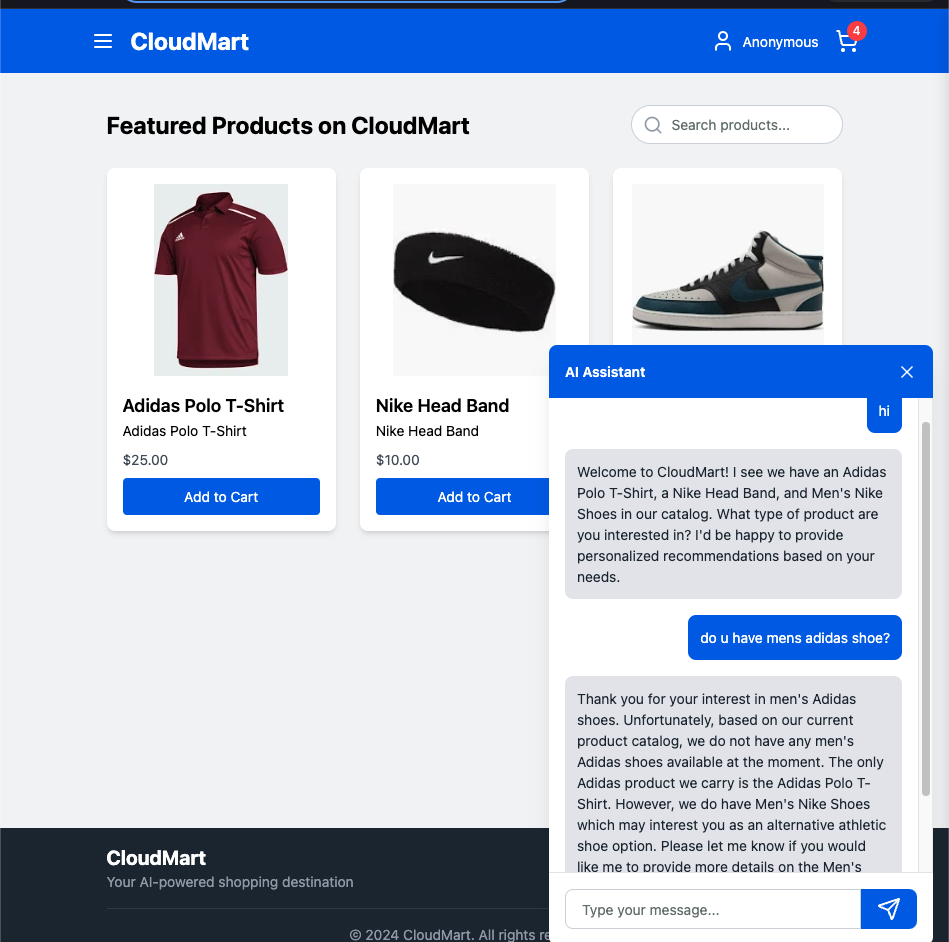 CloudMart
Anonymous
4
Featured Products on CloudMart
Search products...
Adidas Polo T-Shirt
Adidas Polo T-Shirt
$25.00
Add to Cart
Nike Head Band
Nike Head Band
$10.00
Add to Cart
AI Assistant
hi
Welcome to CloudMart! I see we have an Adidas
Polo T-Shirt, a Nike Head Band, and Men's Nike
Shoes in our catalog. What type of product are
you interested in? I'd be happy to provide
personalized recommendations based on your
needs.
do u have mens adidas shoe?
Thank you for your interest in men's Adidas
shoes. Unfortunately, based on our current
product catalog, we do not have any men's
Adidas shoes available at the moment. The only
Adidas product we carry is the Adidas Polo T-
Shirt. However, we do have Men's Nike Shoes
which may interest you as an alternative athletic
shoe option. Please let me know if you would
like me to provide more details on the Men's
Type your message...
CloudMart
Your AI-powered shopping destination
© 2024 CloudMart. All rights re